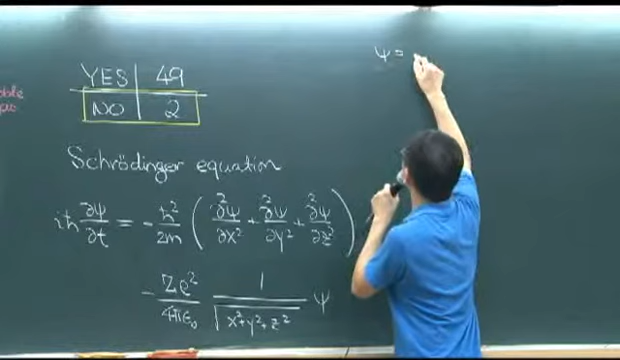 YES 49
NO 2
Schrödinger equation
iħ ∂ψ/∂t = - ħ²/2m ( ∂²ψ/∂x² + ∂²ψ/∂y² + ∂²ψ/∂z² )
- Ze²/4πε₀ 1/√(x²+y²+z²) ψ
ψ =